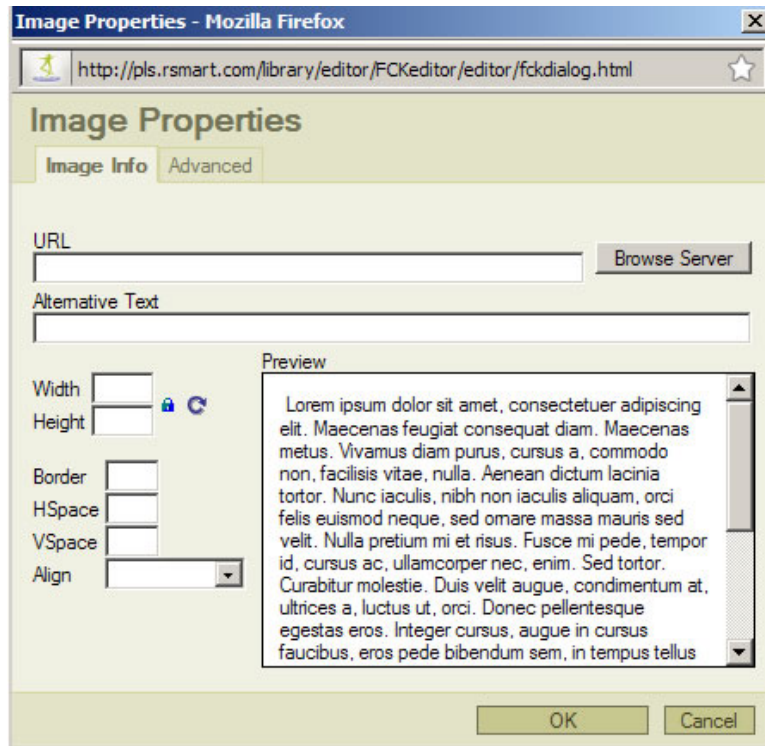 Image Properties - Mozilla Firefox
http://pls.rsmart.com/library/editor/FCKeditor/editor/fckdialog.html
Image Properties
Image Info Advanced
URL
Browse Server
Alternative Text
Preview
Width
Height
Border
HSpace
VSpace
Align
Lorem ipsum dolor sit amet, consectetuer adipiscing
elit. Maecenas feugiat consequat diam. Maecenas
metus. Vivamus diam purus, cursus a, commodo
non, facilisis vitae, nulla. Aenean dictum lacinia
tortor. Nunc iaculis, nibh non iaculis aliquam, orci
felis euismod neque, sed ornare massa mauris sed
velit. Nulla pretium mi et risus. Fusce mi pede, tempor
id, cursus ac, ullamcorper nec, enim. Sed tortor.
Curabitur molestie. Duis velit augue, condimentum at,
ultrices a, luctus ut, orci. Donec pellentesque
egestas eros. Integer cursus, augue in cursus
faucibus, eros pede bibendum sem, in tempus tellus
OK Cancel